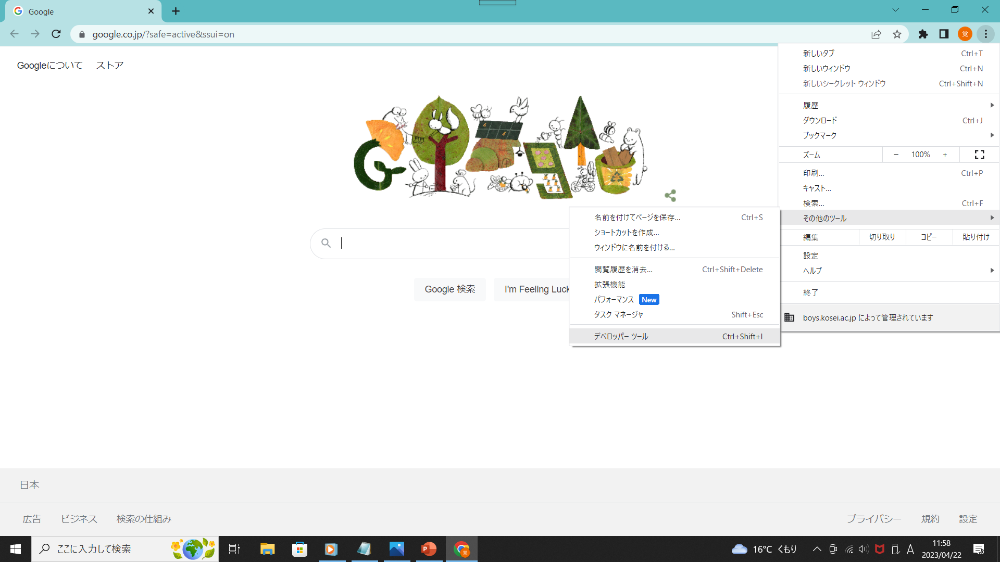 Google
google.co.jp/?safe=active&ssui=on
覚
Googleについて ストア
新しいタブ Ctrl+T
新しいウィンドウ Ctrl+N
新しいシークレット ウィンドウ Ctrl+Shift+N
履歴
ダウンロード Ctrl+J
ブックマーク
ズーム − 100% +
印刷... Ctrl+P
キャスト...
検索... Ctrl+F
その他のツール
編集 切り取り コピー 貼り付け
設定
ヘルプ
終了
boys.kosei.ac.jp によって管理されています
名前を付けてページを保存... Ctrl+S
ショートカットを作成...
ウィンドウに名前を付ける...
閲覧履歴を消去... Ctrl+Shift+Delete
拡張機能
パフォーマンス New
タスク マネージャ Shift+Esc
デベロッパー ツール Ctrl+Shift+I
Google 検索 I'm Feeling Luck
日本
広告 ビジネス 検索の仕組み プライバシー 規約 設定
ここに入力して検索
16℃ くもり
A
11:58
2023/04/22